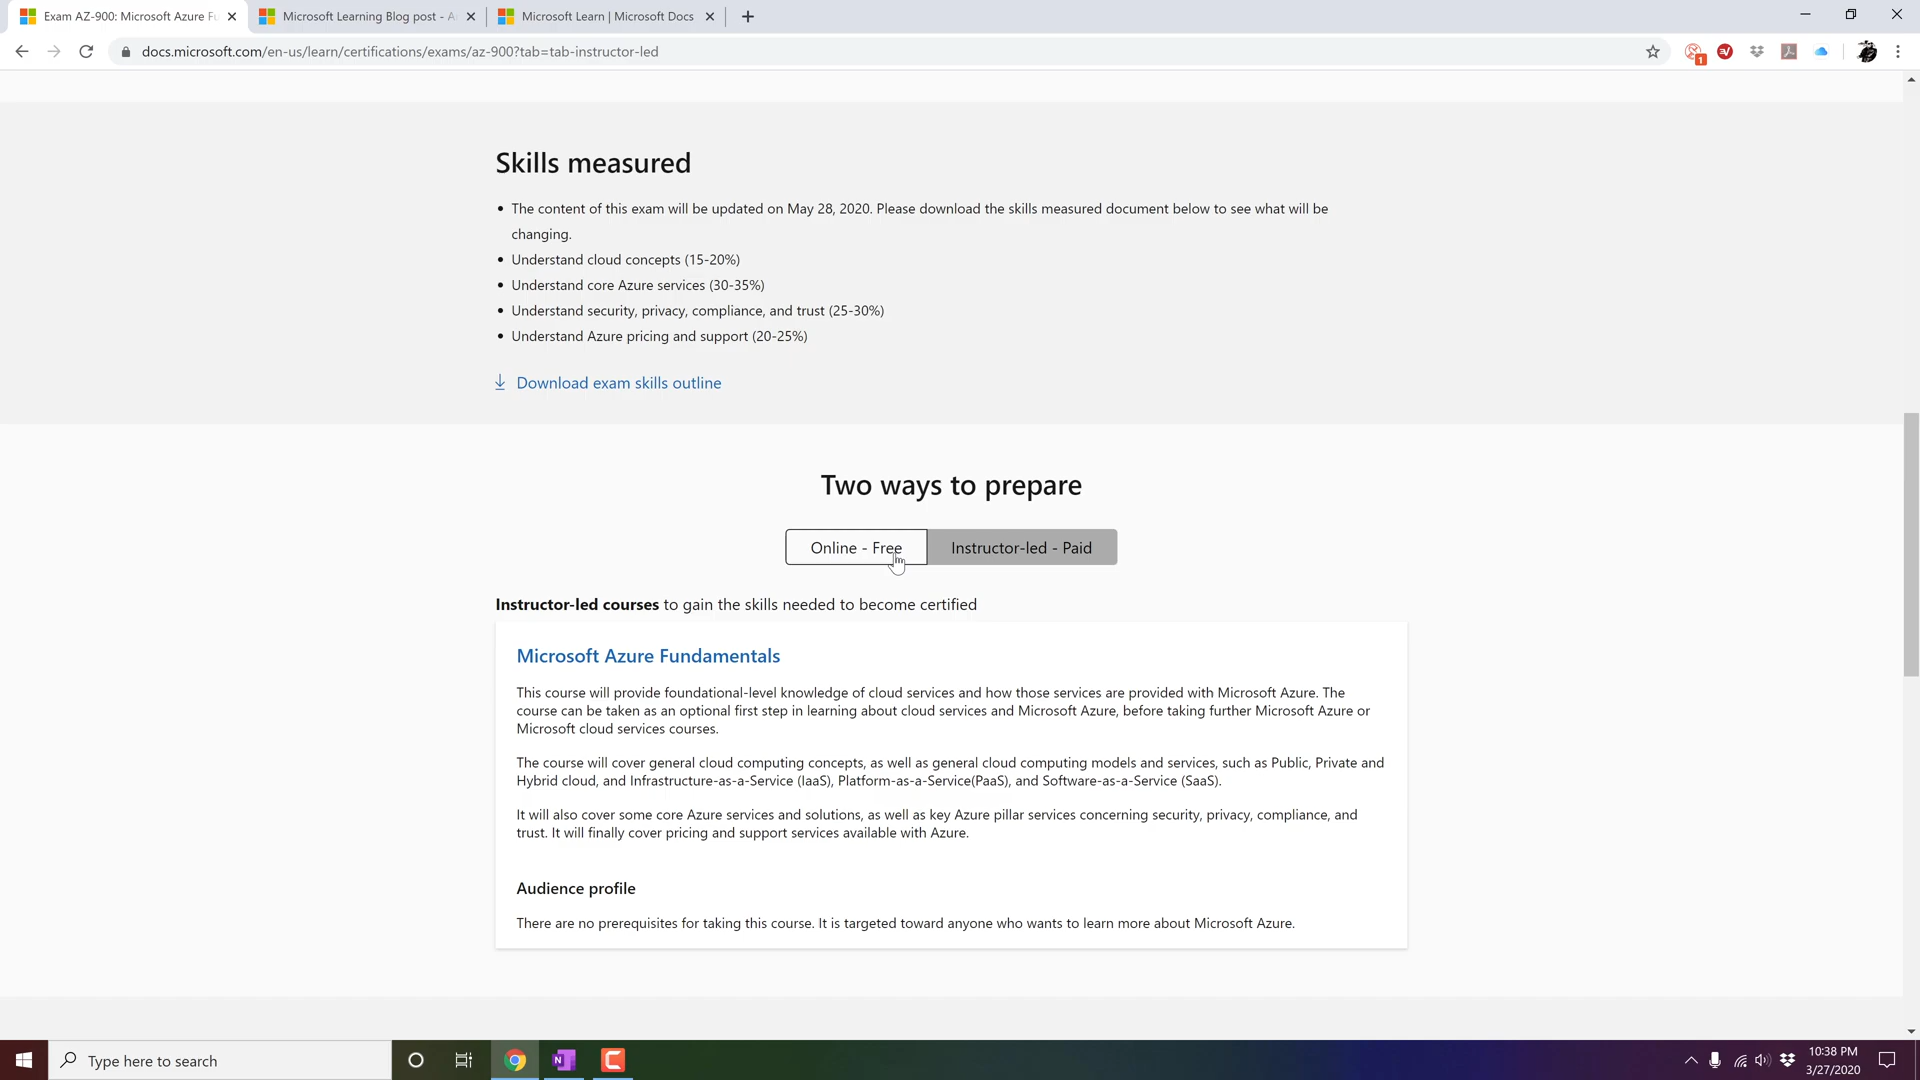 Exam AZ-900: Microsoft Azure Fu
Microsoft Learning Blog post - A
Microsoft Learn | Microsoft Docs
docs.microsoft.com/en-us/learn/certifications/exams/az-900?tab=tab-instructor-led
1
Skills measured
• The content of this exam will be updated on May 28, 2020. Please download the skills measured document below to see what will be
changing.
• Understand cloud concepts (15-20%)
• Understand core Azure services (30-35%)
• Understand security, privacy, compliance, and trust (25-30%)
• Understand Azure pricing and support (20-25%)
Download exam skills outline
Two ways to prepare
Online - Free
Instructor-led - Paid
Instructor-led courses to gain the skills needed to become certified
Microsoft Azure Fundamentals
This course will provide foundational-level knowledge of cloud services and how those services are provided with Microsoft Azure. The
course can be taken as an optional first step in learning about cloud services and Microsoft Azure, before taking further Microsoft Azure or
Microsoft cloud services courses.
The course will cover general cloud computing concepts, as well as general cloud computing models and services, such as Public, Private and
Hybrid cloud, and Infrastructure-as-a-Service (IaaS), Platform-as-a-Service(PaaS), and Software-as-a-Service (SaaS).
It will also cover some core Azure services and solutions, as well as key Azure pillar services concerning security, privacy, compliance, and
trust. It will finally cover pricing and support services available with Azure.
Audience profile
There are no prerequisites for taking this course. It is targeted toward anyone who wants to learn more about Microsoft Azure.
Type here to search
10:38 PM
3/27/2020